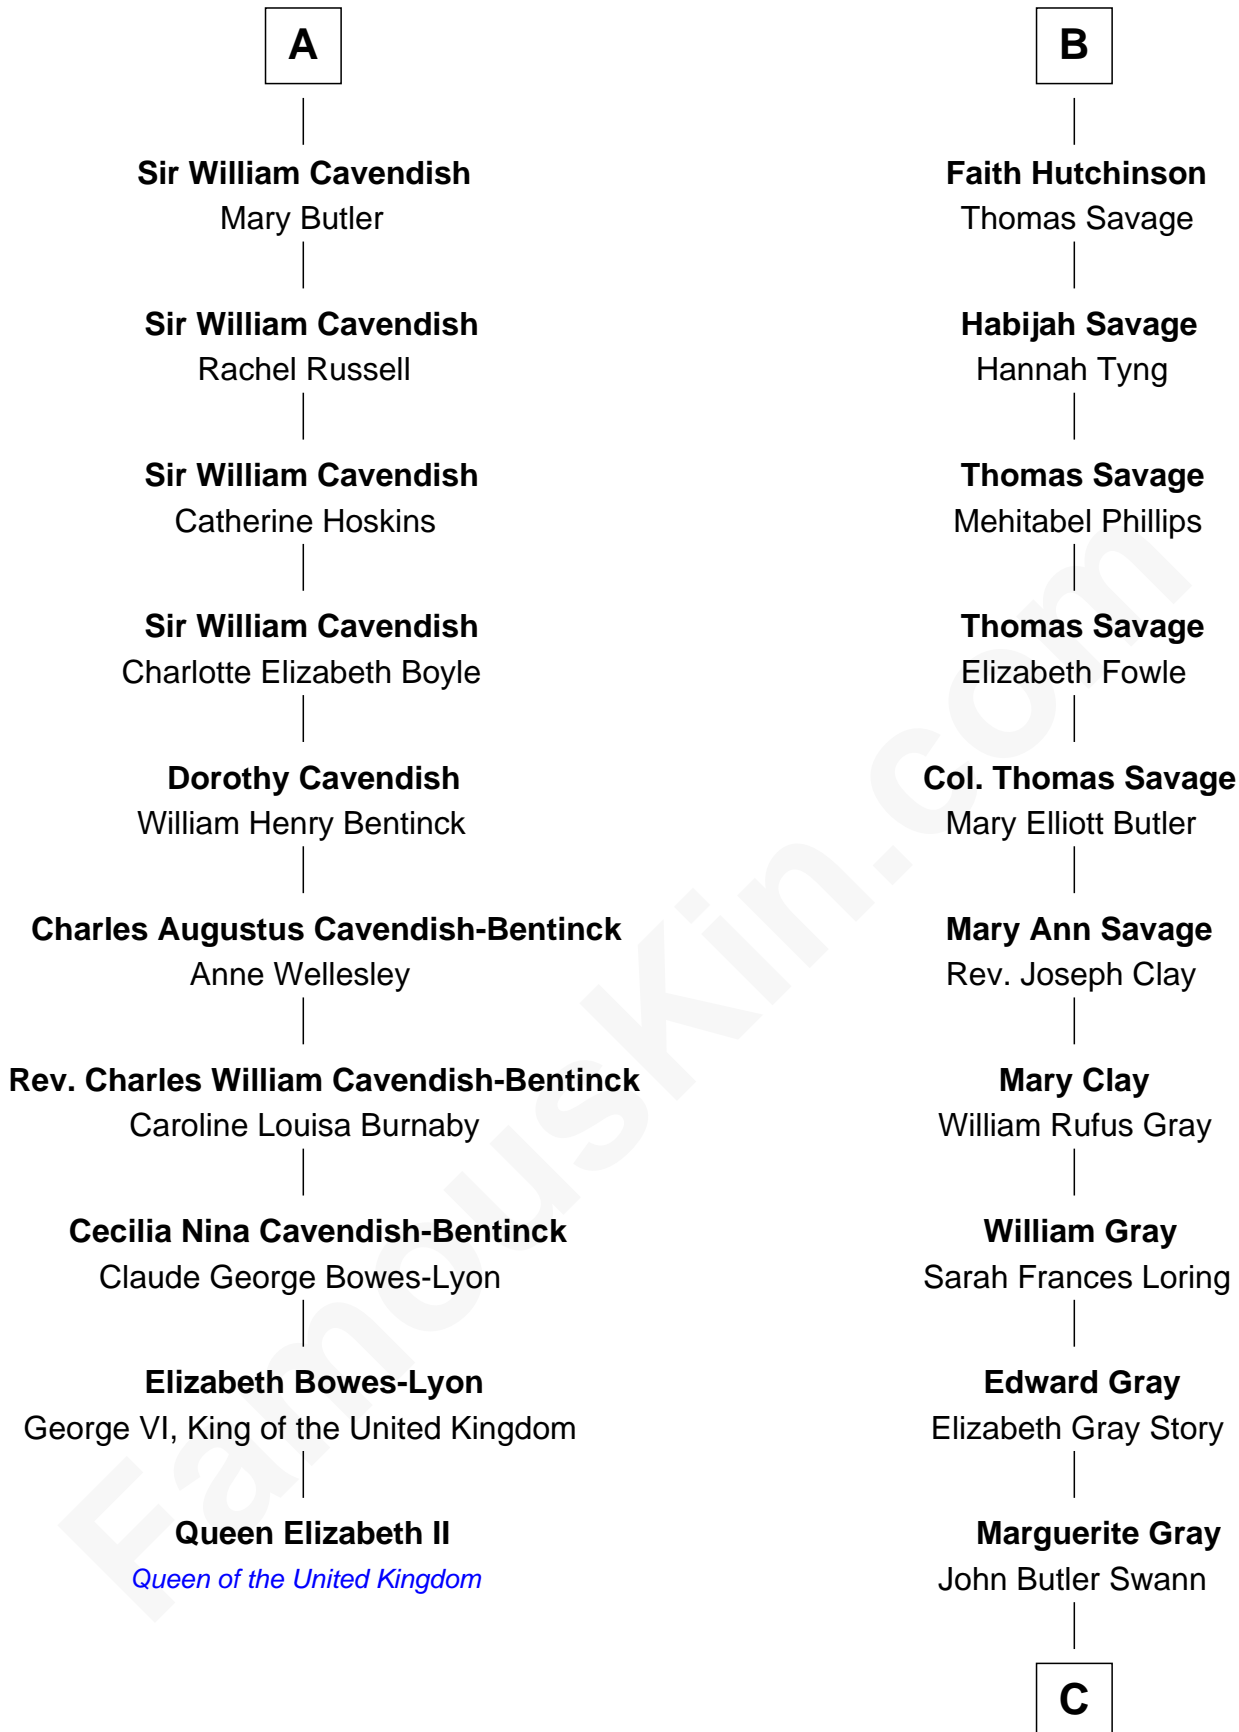 A
Sir William Cavendish
Mary Butler
Sir William Cavendish
Rachel Russell
Sir William Cavendish
Catherine Hoskins
Sir William Cavendish
Charlotte Elizabeth Boyle
Dorothy Cavendish
William Henry Bentinck
Charles Augustus Cavendish-Bentinck
Anne Wellesley
Rev. Charles William Cavendish-Bentinck
Caroline Louisa Burnaby
Cecilia Nina Cavendish-Bentinck
Claude George Bowes-Lyon
Elizabeth Bowes-Lyon
George VI, King of the United Kingdom
Queen Elizabeth II
Queen of the United Kingdom
B
Faith Hutchinson
Thomas Savage
Habijah Savage
Hannah Tyng
Thomas Savage
Mehitabel Phillips
Thomas Savage
Elizabeth Fowle
Col. Thomas Savage
Mary Elliott Butler
Mary Ann Savage
Rev. Joseph Clay
Mary Clay
William Rufus Gray
William Gray
Sarah Frances Loring
Edward Gray
Elizabeth Gray Story
Marguerite Gray
John Butler Swann
C
FamousKin.com